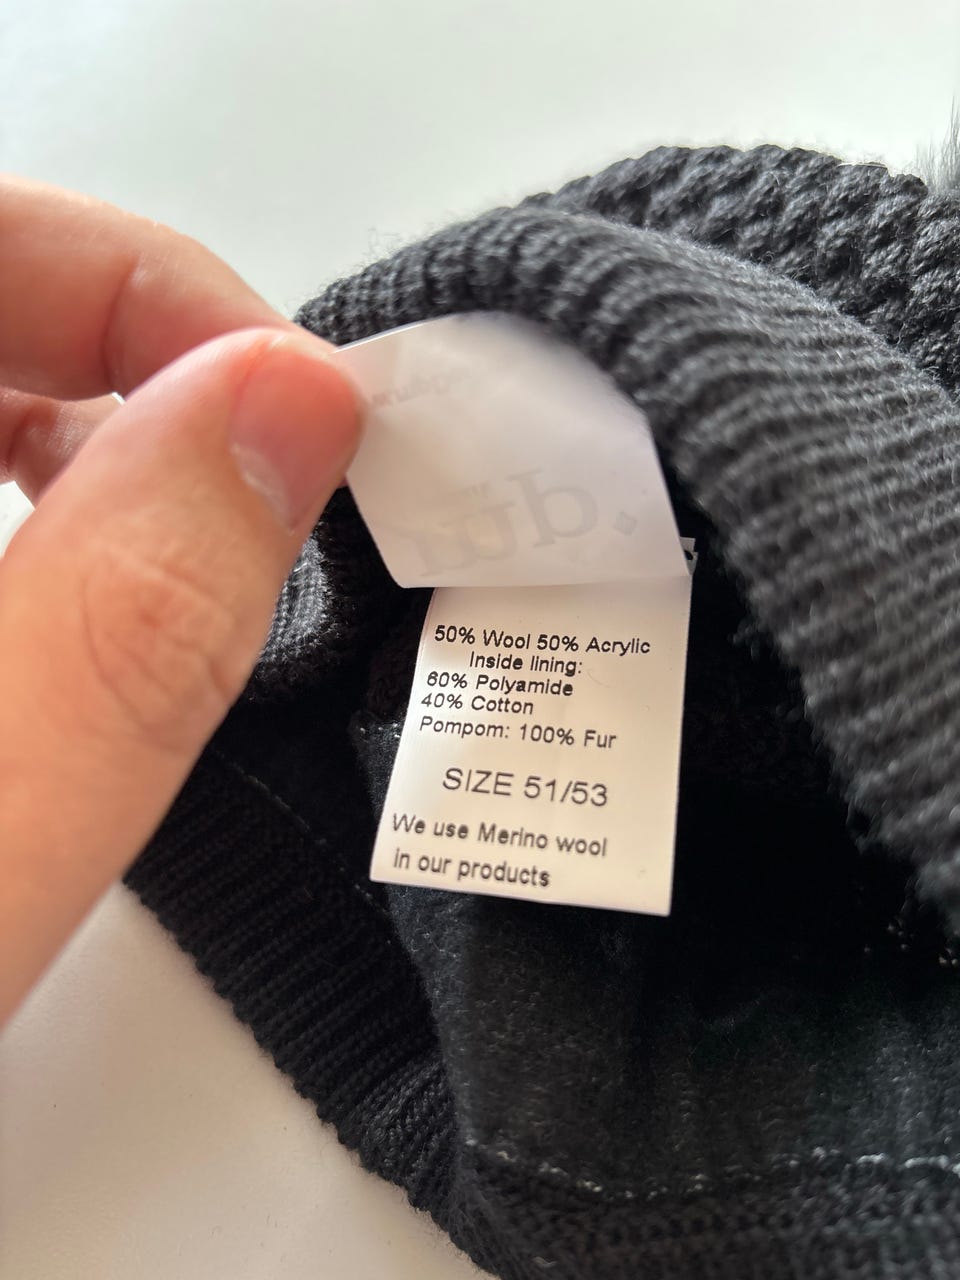 50% Wool 50% Acrylic
Inside lining:
60% Polyamide
40% Cotton
Pompom: 100% Fur
SIZE 51/53
We use Merino wool
in our products